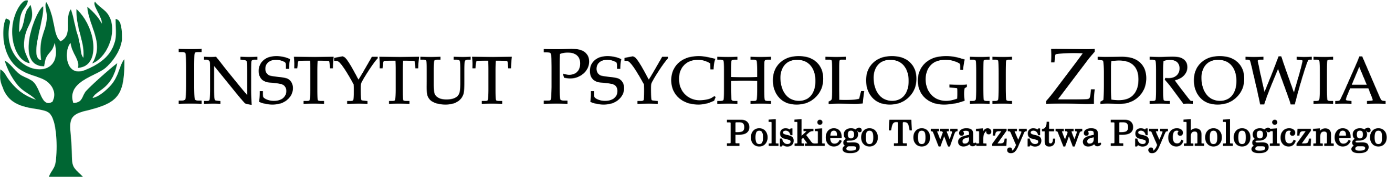 INSTYTUT PSYCHOLOGII ZDROWIA
Polskiego Towarzystwa Psychologicznego